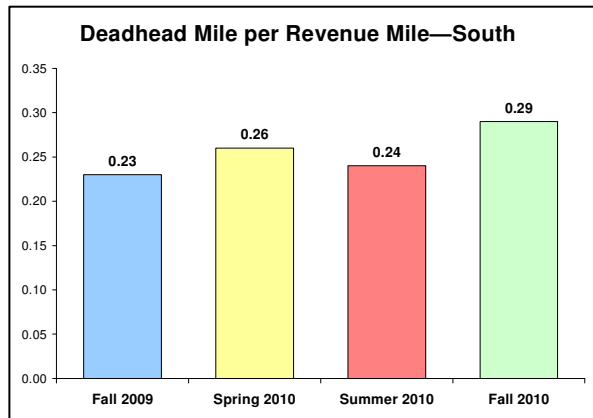 Deadhead Mile per Revenue Mile—South
0.35
0.30
0.25
0.20
0.15
0.10
0.05
0.00
0.23
0.26
0.24
0.29
Fall 2009
Spring 2010
Summer 2010
Fall 2010